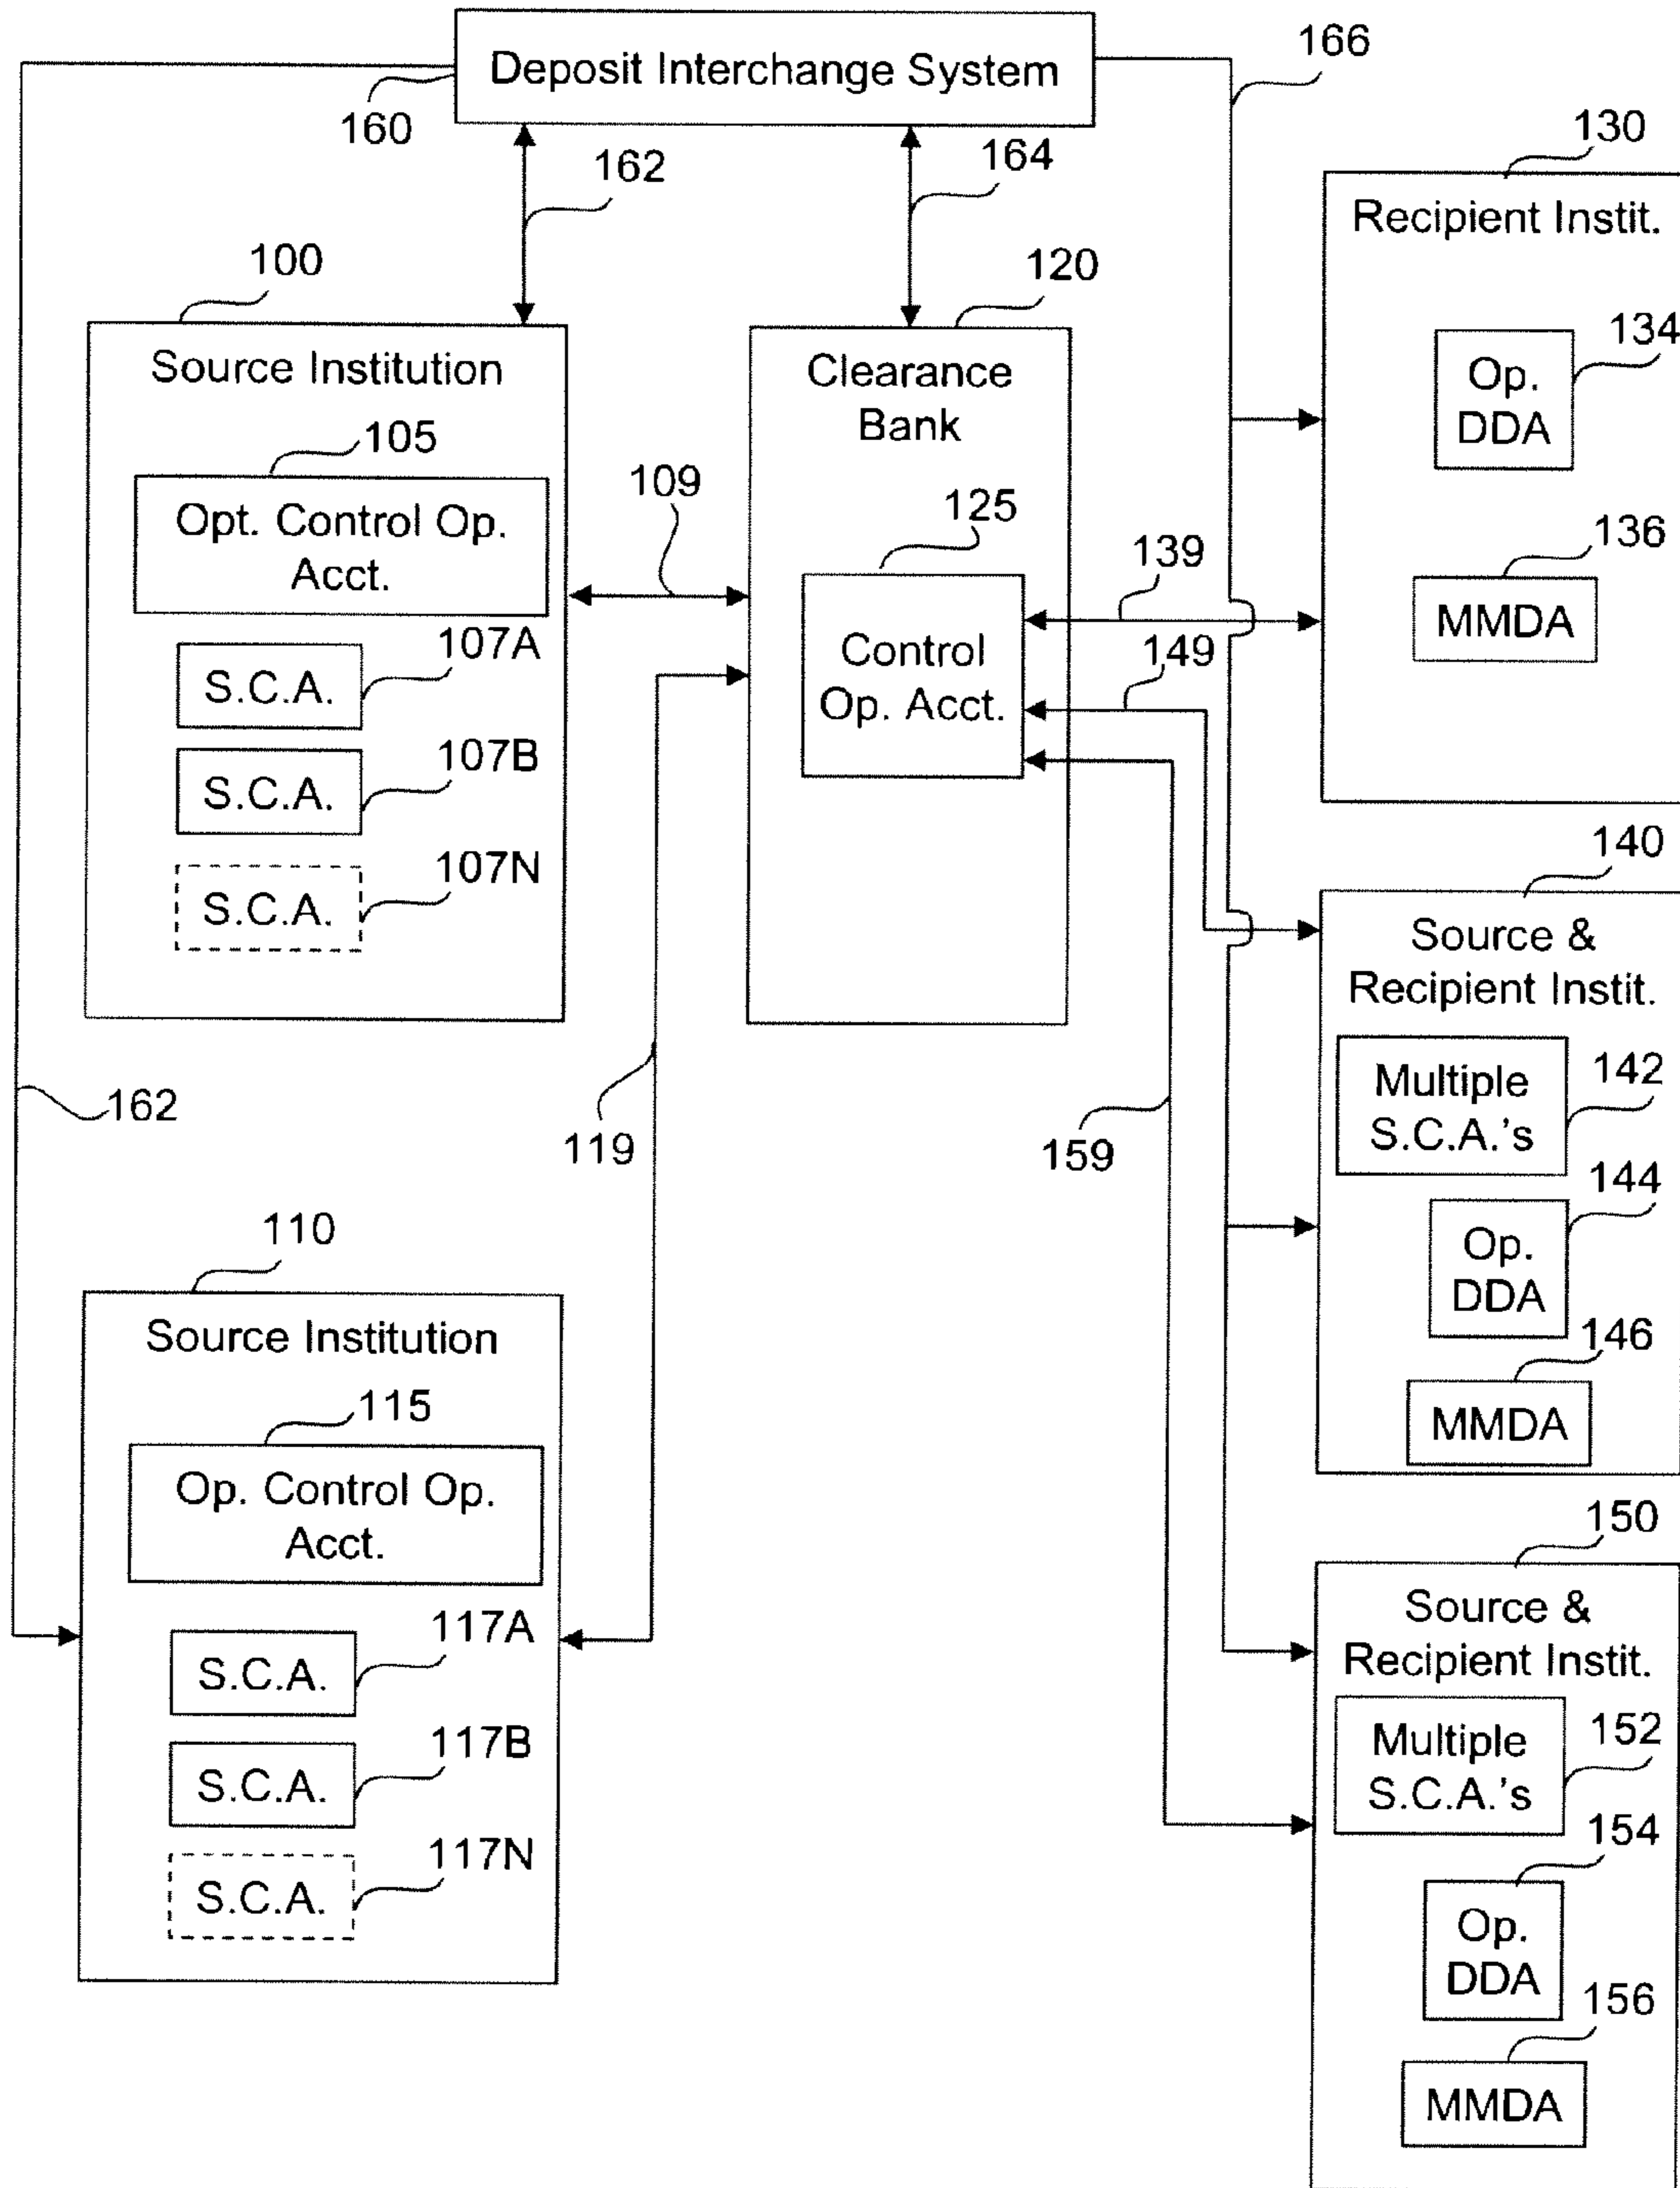 Deposit Interchange System
160
162
164
166
130
Recipient Instit.
134
Op.
DDA
136
MMDA
100
Source Institution
105
Opt. Control Op.
Acct.
107A
S.C.A.
107B
S.C.A.
107N
S.C.A.
109
120
Clearance
Bank
125
Control
Op. Acct.
139
149
140
Source &
Recipient Instit.
142
Multiple
S.C.A.'s
144
Op.
DDA
146
MMDA
162
119
159
110
Source Institution
115
Op. Control Op.
Acct.
117A
S.C.A.
117B
S.C.A.
117N
S.C.A.
150
Source &
Recipient Instit.
152
Multiple
S.C.A.'s
154
Op.
DDA
156
MMDA